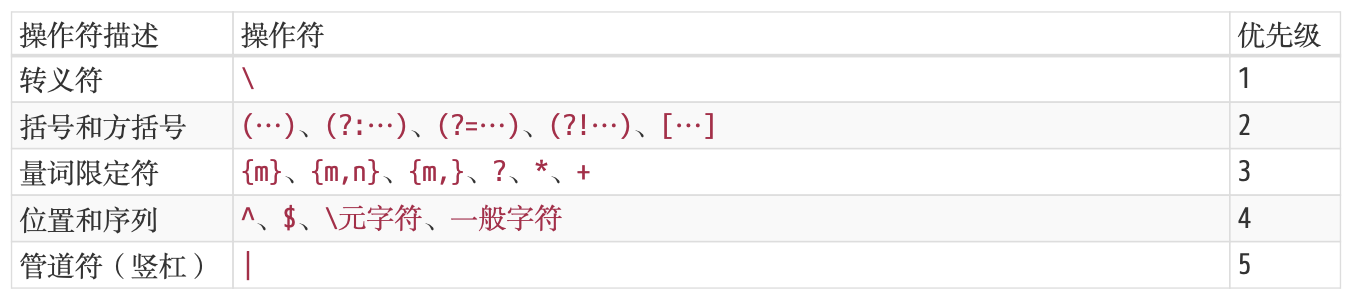 操作符描述 操作符 优先级
转义符 \ 1
括号和方括号 (…)、(?:…)、(?=…)、(?!…)、[…] 2
量词限定符 {m}、{m,n}、{m,}、?、*、+ 3
位置和序列 ^、$、\元字符、一般字符 4
管道符（竖杠） | 5